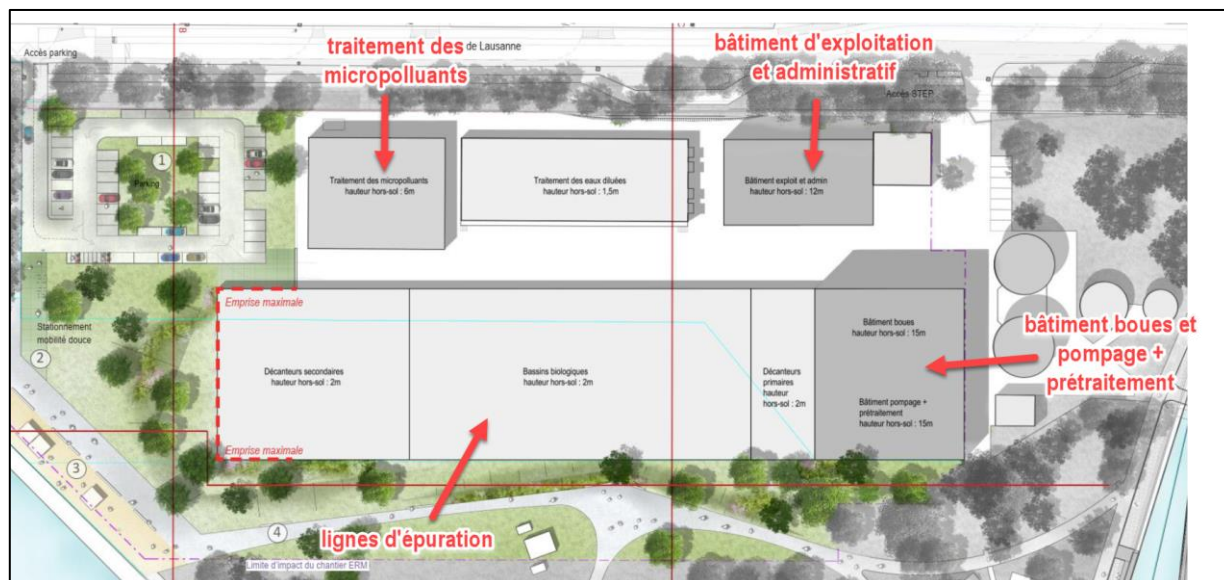 Accès parking
de Lausanne
traitement des
micropolluants
bâtiment d'exploitation
et administratif
Accès STEP
1
Parking
Traitement des micropolluants
hauteur hors-sol : 6m
Traitement des eaux diluées
hauteur hors-sol : 1,5m
Bâtiment exploit et admin
hauteur hors-sol : 12m
Emprise maximale
Stationnement
mobilité douce
2
Décanteurs secondaires
hauteur hors-sol : 2m
Bassins biologiques
hauteur hors-sol : 2m
Décanteurs
primaires
hauteur
hors-sol : 2m
Bâtiment boues
hauteur hors-sol : 15m
Bâtiment pompage +
prétraitement
hauteur hors-sol : 15m
bâtiment boues et
pompage +
prétraitement
Emprise maximale
3
4
lignes d'épuration
Limite d'impact du chantier ERM